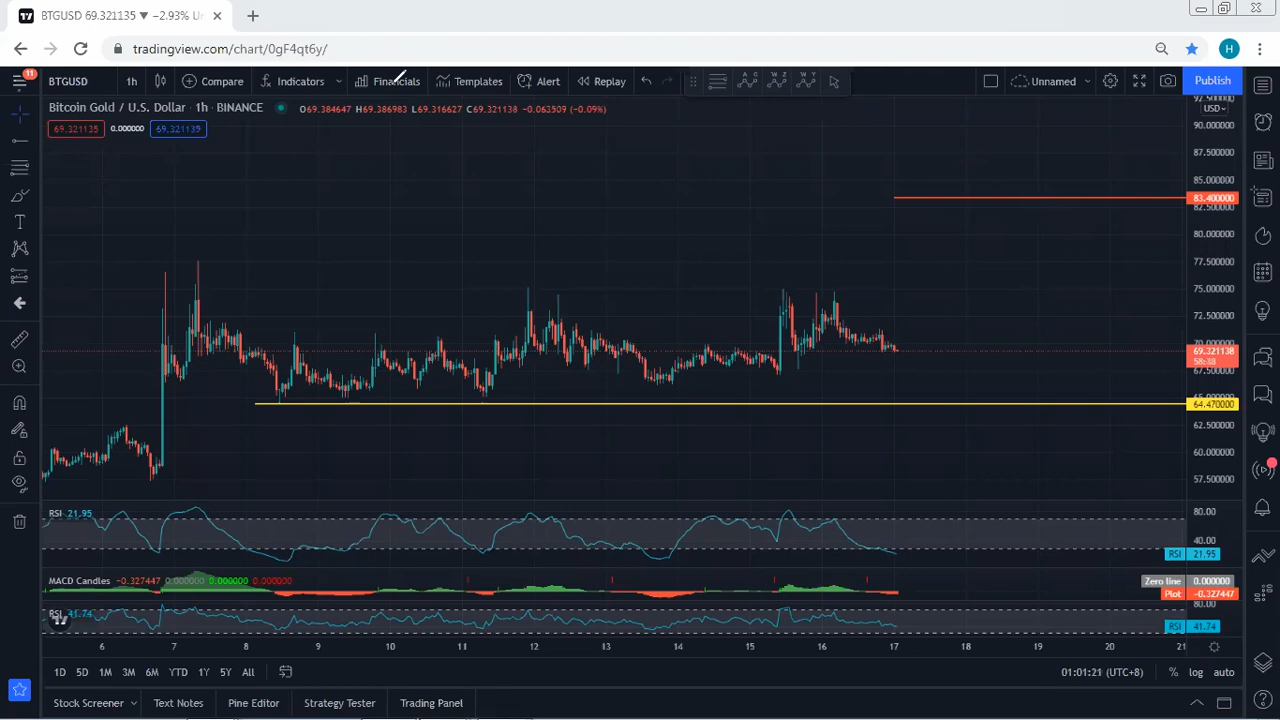 BTGUSD 69.321135 ▼ −2.93% Un
tradingview.com/chart/0gF4qt6y/
H
11
BTGUSD 1h Compare Indicators Financials Templates Alert Replay Unnamed Publish
Bitcoin Gold / U.S. Dollar · 1h · BINANCE O69.384647 H69.386983 L69.316627 C69.321138 −0.063509 (−0.09%)
69.321135 0.000000 69.321135
92.500000
USD
90.000000
87.500000
85.000000
83.400000
82.500000
80.000000
77.500000
75.000000
72.500000
70.000000
69.321138
58:38
67.500000
65.000000
64.470000
62.500000
60.000000
57.500000
RSI 21.95
80.00
40.00
RSI 21.95
MACD Candles −0.327447 0.000000 0.000000 0.000000
Zero line 0.000000
Plot −0.327447
RSI 41.74
80.00
RSI 41.74
6 7 8 9 10 11 12 13 14 15 16 17 18 19 20 21
1D 5D 1M 3M 6M YTD 1Y 5Y All 01:01:21 (UTC+8) % log auto
Stock Screener Text Notes Pine Editor Strategy Tester Trading Panel